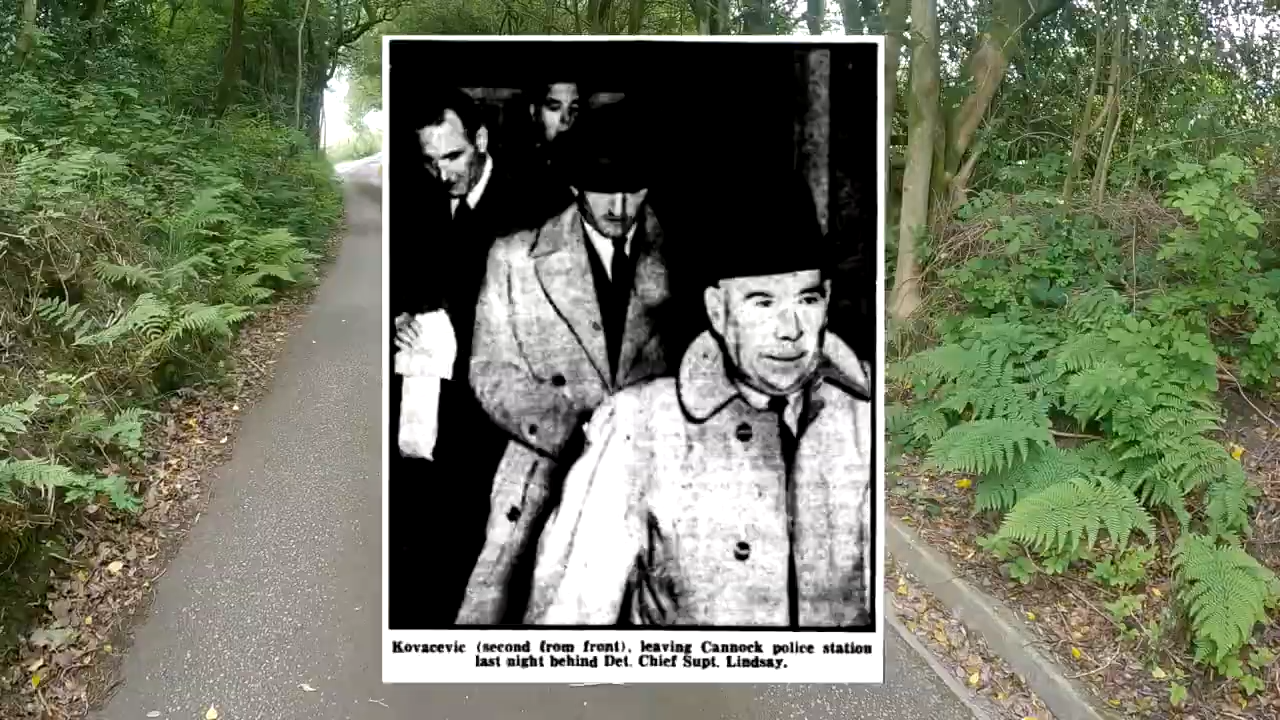 Kovacevic (second from front), leaving Cannock police station
last night behind Det. Chief Supt. Lindsay.